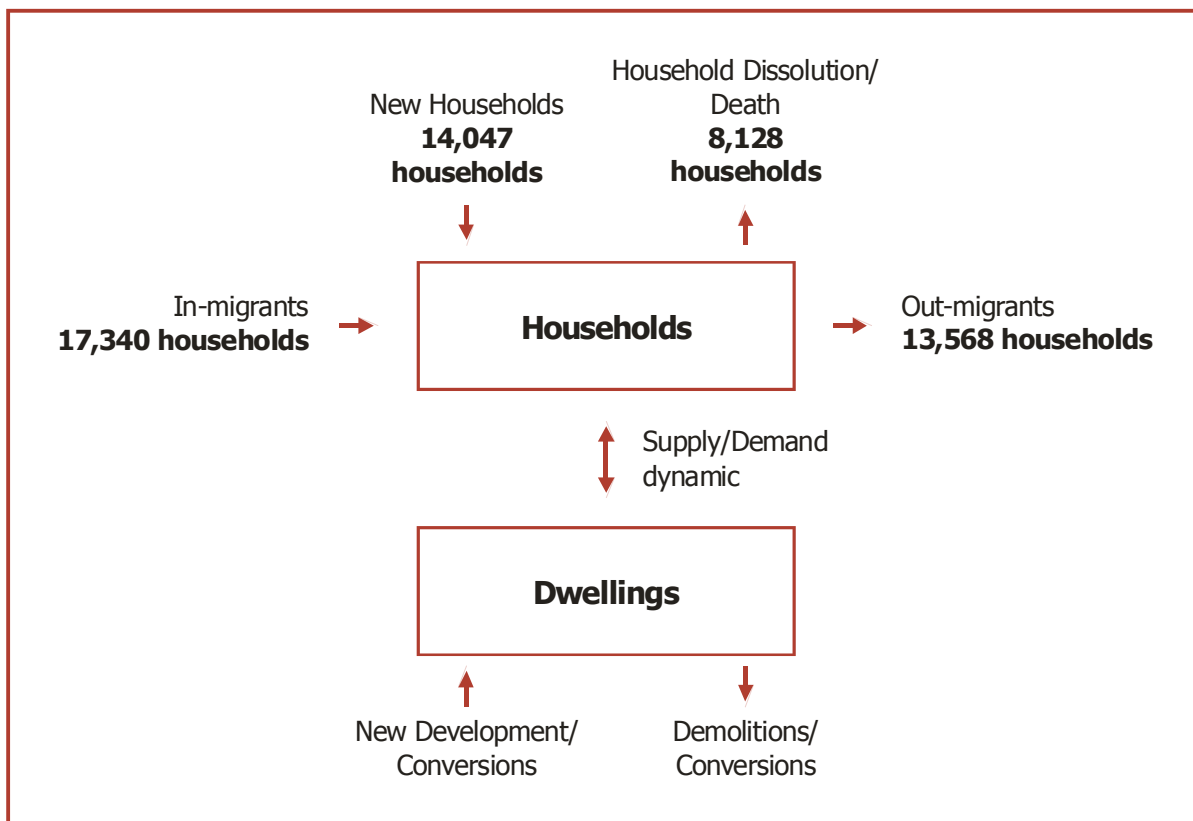 Household Dissolution/
Death
8,128
households
New Households
14,047
households
In-migrants
17,340 households
Households
Out-migrants
13,568 households
Supply/Demand
dynamic
Dwellings
New Development/
Conversions
Demolitions/
Conversions